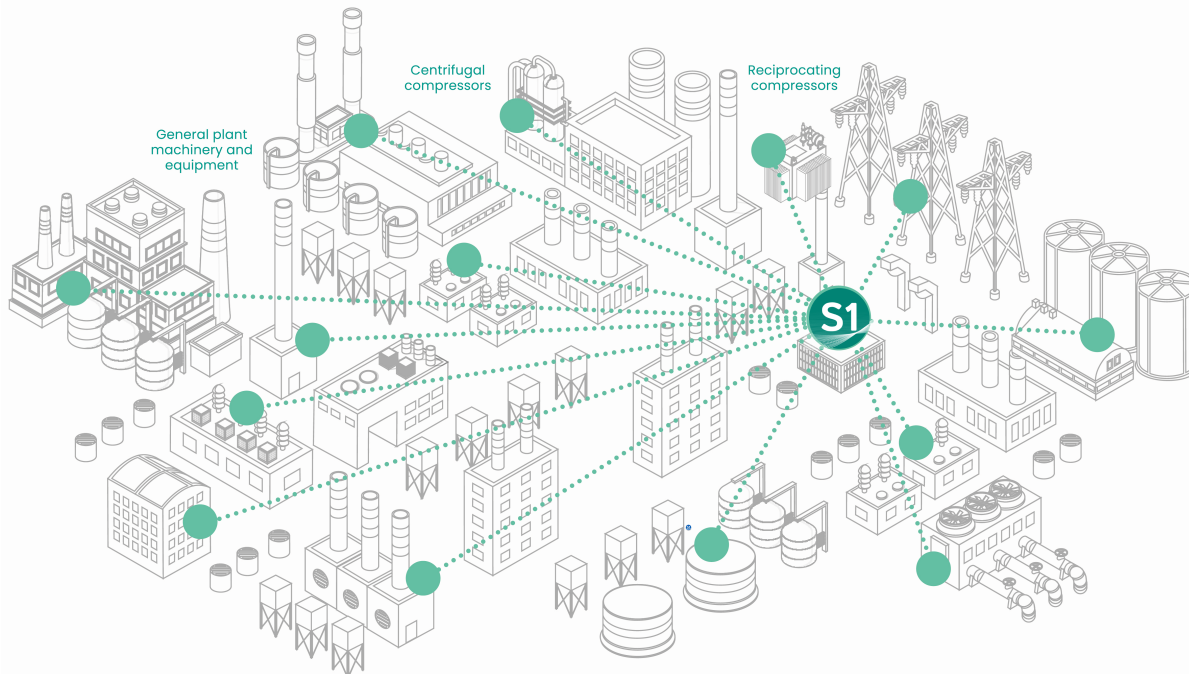 Centrifugal
compressors
Reciprocating
compressors
General plant
machinery and
equipment
S1